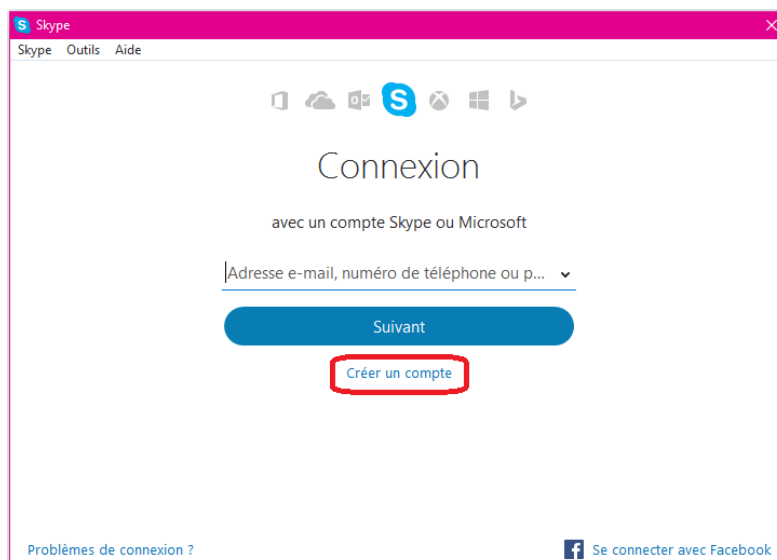 Skype
Skype Outils Aide
Connexion
avec un compte Skype ou Microsoft
Adresse e-mail, numéro de téléphone ou p...
Suivant
Créer un compte
Problèmes de connexion ?
Se connecter avec Facebook